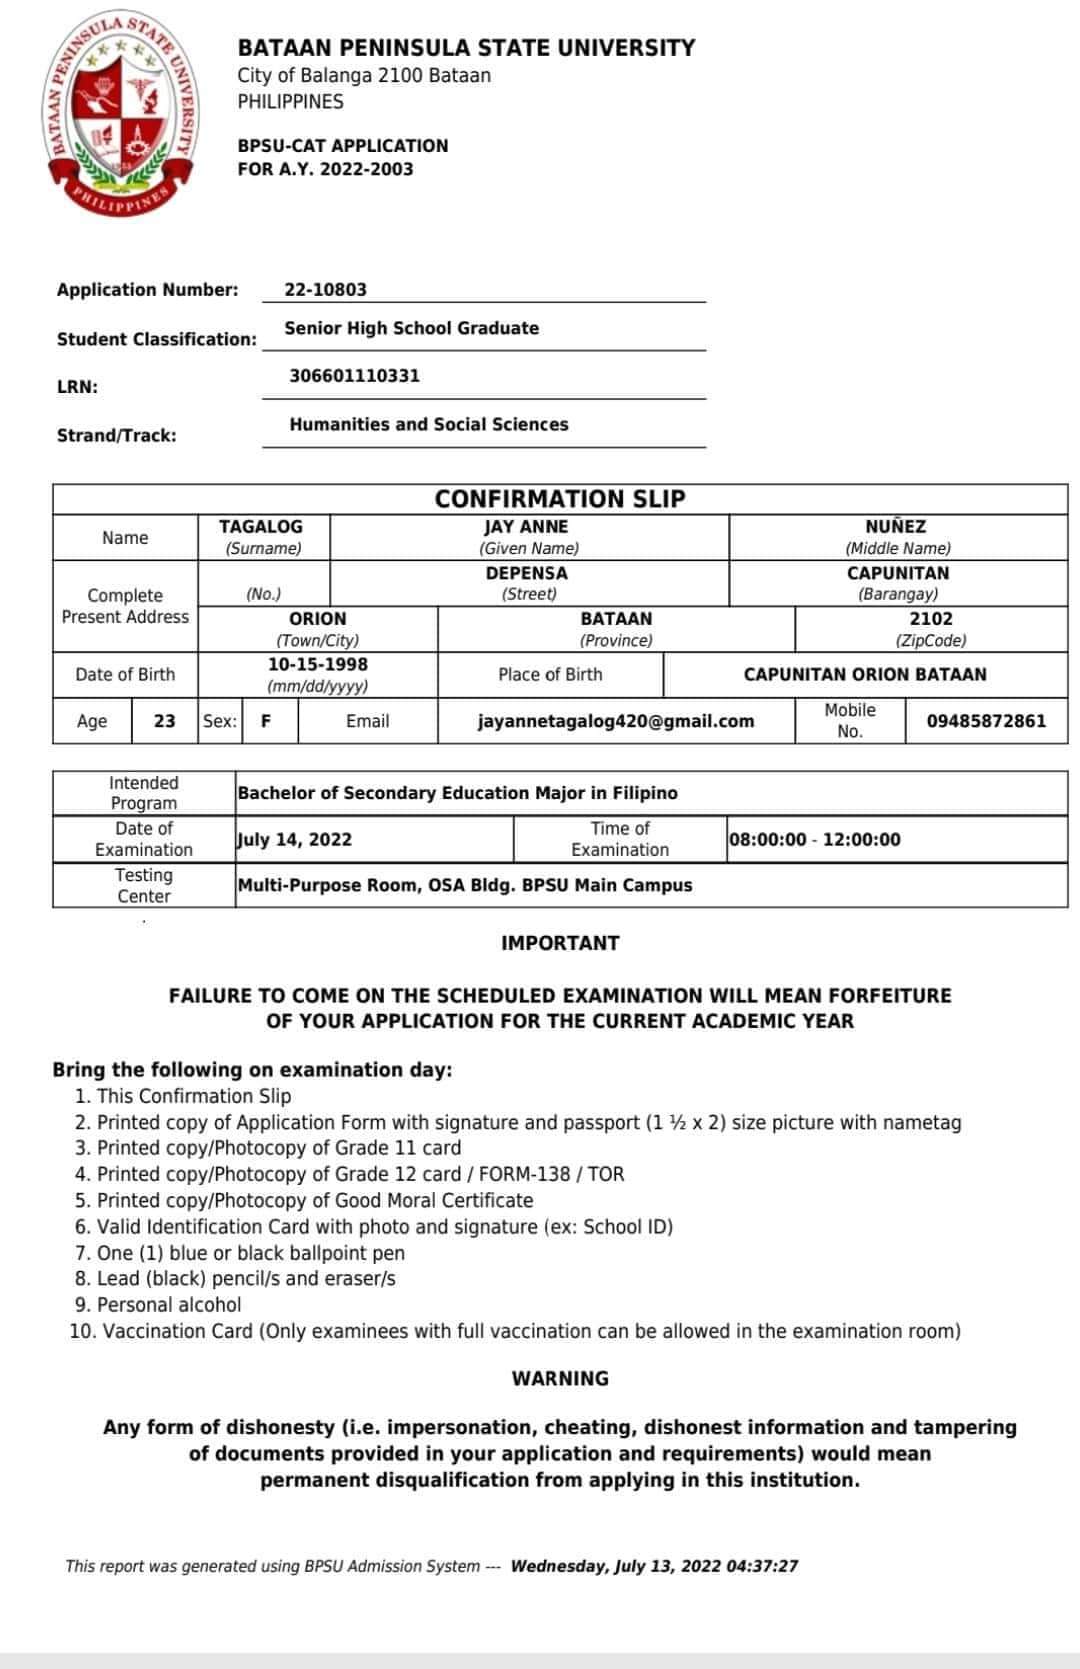 BATAAN PENINSULA STATE UNIVERSITY
PHILIPPINES
BATAAN PENINSULA STATE UNIVERSITY
City of Balanga 2100 Bataan
PHILIPPINES
BPSU-CAT APPLICATION
FOR A.Y. 2022-2003
Application Number: 22-10803
Student Classification: Senior High School Graduate
LRN: 306601110331
Strand/Track: Humanities and Social Sciences
CONFIRMATION SLIP
Name TAGALOG JAY ANNE NUÑEZ
(Surname) (Given Name) (Middle Name)
DEPENSA CAPUNITAN
Complete (No.) (Street) (Barangay)
Present Address ORION BATAAN 2102
(Town/City) (Province) (ZipCode)
Date of Birth 10-15-1998 Place of Birth CAPUNITAN ORION BATAAN
(mm/dd/yyyy)
Age 23 Sex: F Email jayannetagalog420@gmail.com Mobile No. 09485872861
Intended Program Bachelor of Secondary Education Major in Filipino
Date of Examination July 14, 2022 Time of Examination 08:00:00 - 12:00:00
Testing Center Multi-Purpose Room, OSA Bldg. BPSU Main Campus
IMPORTANT
FAILURE TO COME ON THE SCHEDULED EXAMINATION WILL MEAN FORFEITURE
OF YOUR APPLICATION FOR THE CURRENT ACADEMIC YEAR
Bring the following on examination day:
1. This Confirmation Slip
2. Printed copy of Application Form with signature and passport (1 ½ x 2) size picture with nametag
3. Printed copy/Photocopy of Grade 11 card
4. Printed copy/Photocopy of Grade 12 card / FORM-138 / TOR
5. Printed copy/Photocopy of Good Moral Certificate
6. Valid Identification Card with photo and signature (ex: School ID)
7. One (1) blue or black ballpoint pen
8. Lead (black) pencil/s and eraser/s
9. Personal alcohol
10. Vaccination Card (Only examinees with full vaccination can be allowed in the examination room)
WARNING
Any form of dishonesty (i.e. impersonation, cheating, dishonest information and tampering
of documents provided in your application and requirements) would mean
permanent disqualification from applying in this institution.
This report was generated using BPSU Admission System --- Wednesday, July 13, 2022 04:37:27